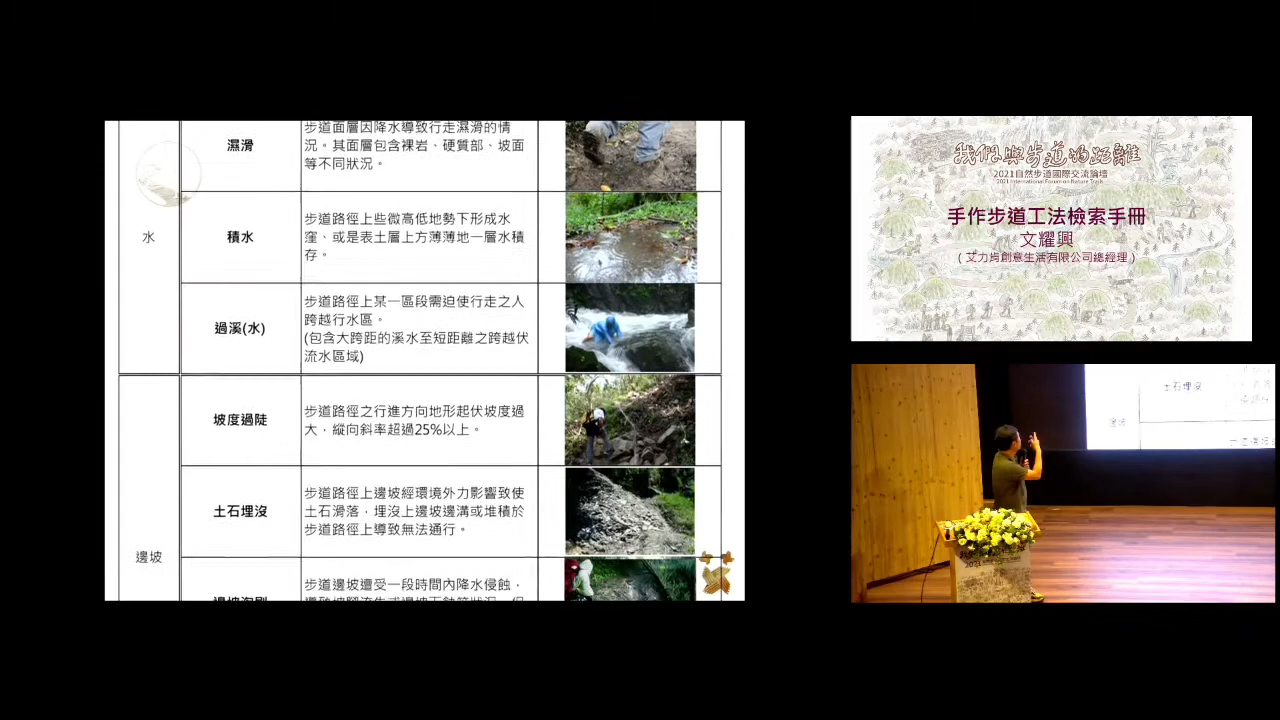 濕滑
步道面層因降水導致行走濕滑的情
況。其面層包含裸岩、硬質部、坡面
等不同狀況。
水
積水
步道路徑上些微高低地勢下形成水
窪、或是表土層上方薄薄地一層水積
存。
過溪(水)
步道路徑上某一區段需迫使行走之人
跨越行水區。
(包含大跨距的溪水至短距離之跨越伏
流水區域)
邊坡
坡度過陡
步道路徑之行進方向地形起伏坡度過
大，縱向斜率超過25%以上。
土石埋沒
步道路徑上邊坡經環境外力影響致使
土石滑落，埋沒上邊坡邊溝或堆積於
步道路徑上導致無法通行。
步道邊坡遭受一段時間內降水侵蝕，
我們與步道的距離
2021自然步道國際交流論壇
2021 International Forum on Nature Trails
手作步道工法檢索手冊
文耀興
（艾力肯創意生活有限公司總經理）
土石埋沒
邊坡
2021